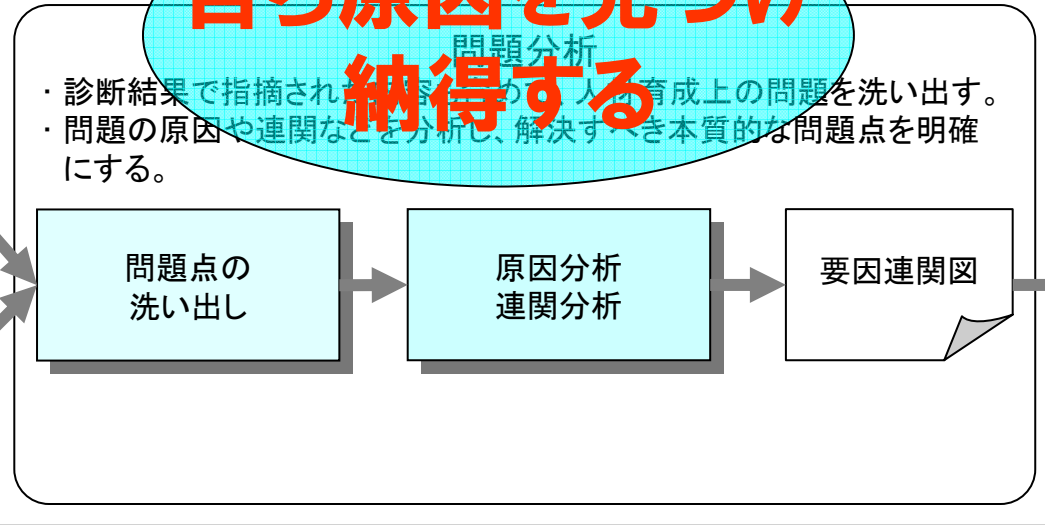 自ら原因を見つけ
納得する
問題分析
・診断結果で指摘され　め　人材育成上の問題を洗い出す。
・問題の原因や連関などを分析し、解決すべき本質的な問題点を明確
にする。
問題点の
洗い出し
原因分析
連関分析
要因連関図